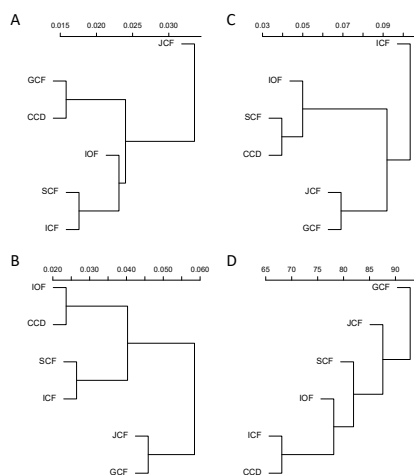 A
0.015 0.020 0.025 0.030
JCF
GCF
CCD
IOF
SCF
ICF
C
0.03 0.05 0.07 0.09
ICF
IOF
SCF
CCD
JCF
GCF
B
0.020 0.030 0.040 0.050 0.060
IOF
CCD
SCF
ICF
JCF
GCF
D
65 70 75 80 85 90
GCF
JCF
SCF
IOF
ICF
CCD